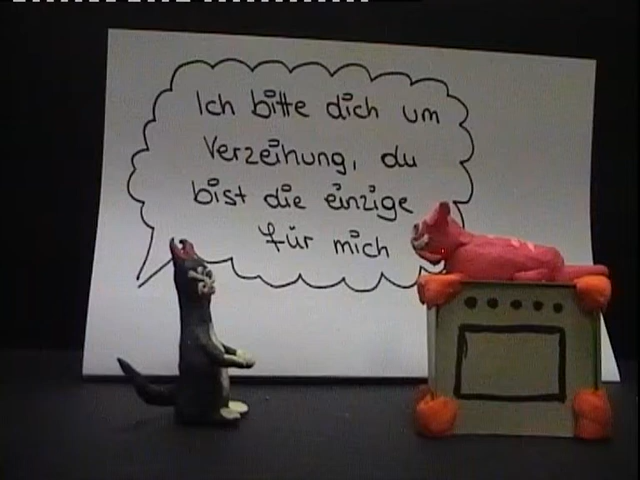 Ich bitte dich um
Verzeihung, du
bist die einzige
für mich